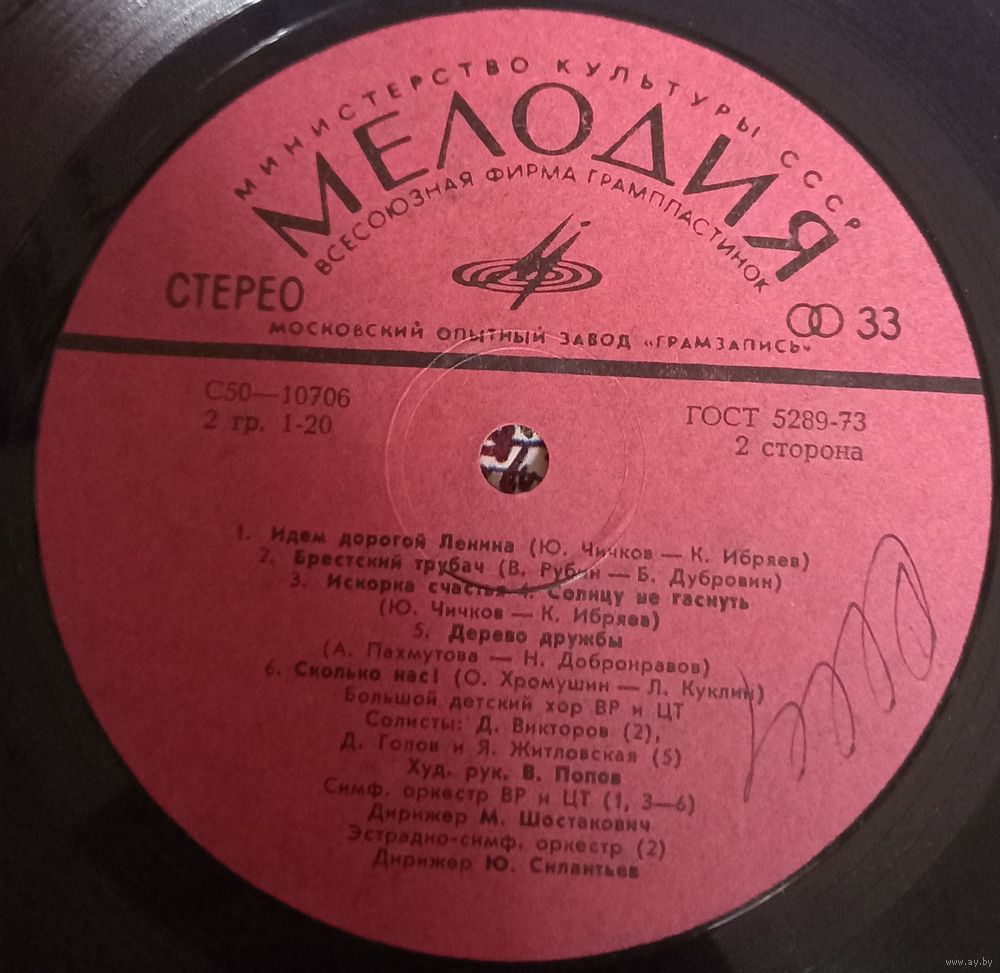 МИНИСТЕРСТВО КУЛЬТУРЫ СССР
МЕЛОДИЯ
ВСЕСОЮЗНАЯ ФИРМА ГРАМПЛАСТИНОК
СТЕРЕО
33
МОСКОВСКИЙ ОПЫТНЫЙ ЗАВОД «ГРАМЗАПИСЬ»
С50—10706
2 гр. 1-20
ГОСТ 5289-73
2 сторона
1. Идем дорогой Ленина (Ю. Чичков — К. Ибряев)
2. Брестский трубач (В. Рубин — Б. Дубровин)
3. Искорка счастья 4. Солнцу не гаснуть
(Ю. Чичков — К. Ибряев)
5. Дерево дружбы
(А. Пахмутова — Н. Добронравов)
6. Сколько нас! (О. Хромушин — Л. Куклин)
Большой детский хор ВР и ЦТ
Солисты: Д. Викторов (2),
Д. Голов и Я. Житловская (5)
Худ. рук. В. Попов
Симф. оркестр ВР и ЦТ (1, 3—6)
Дирижер М. Шостакович
Эстрадно-симф. оркестр (2)
Дирижер Ю. Силантьев
www.ay.by